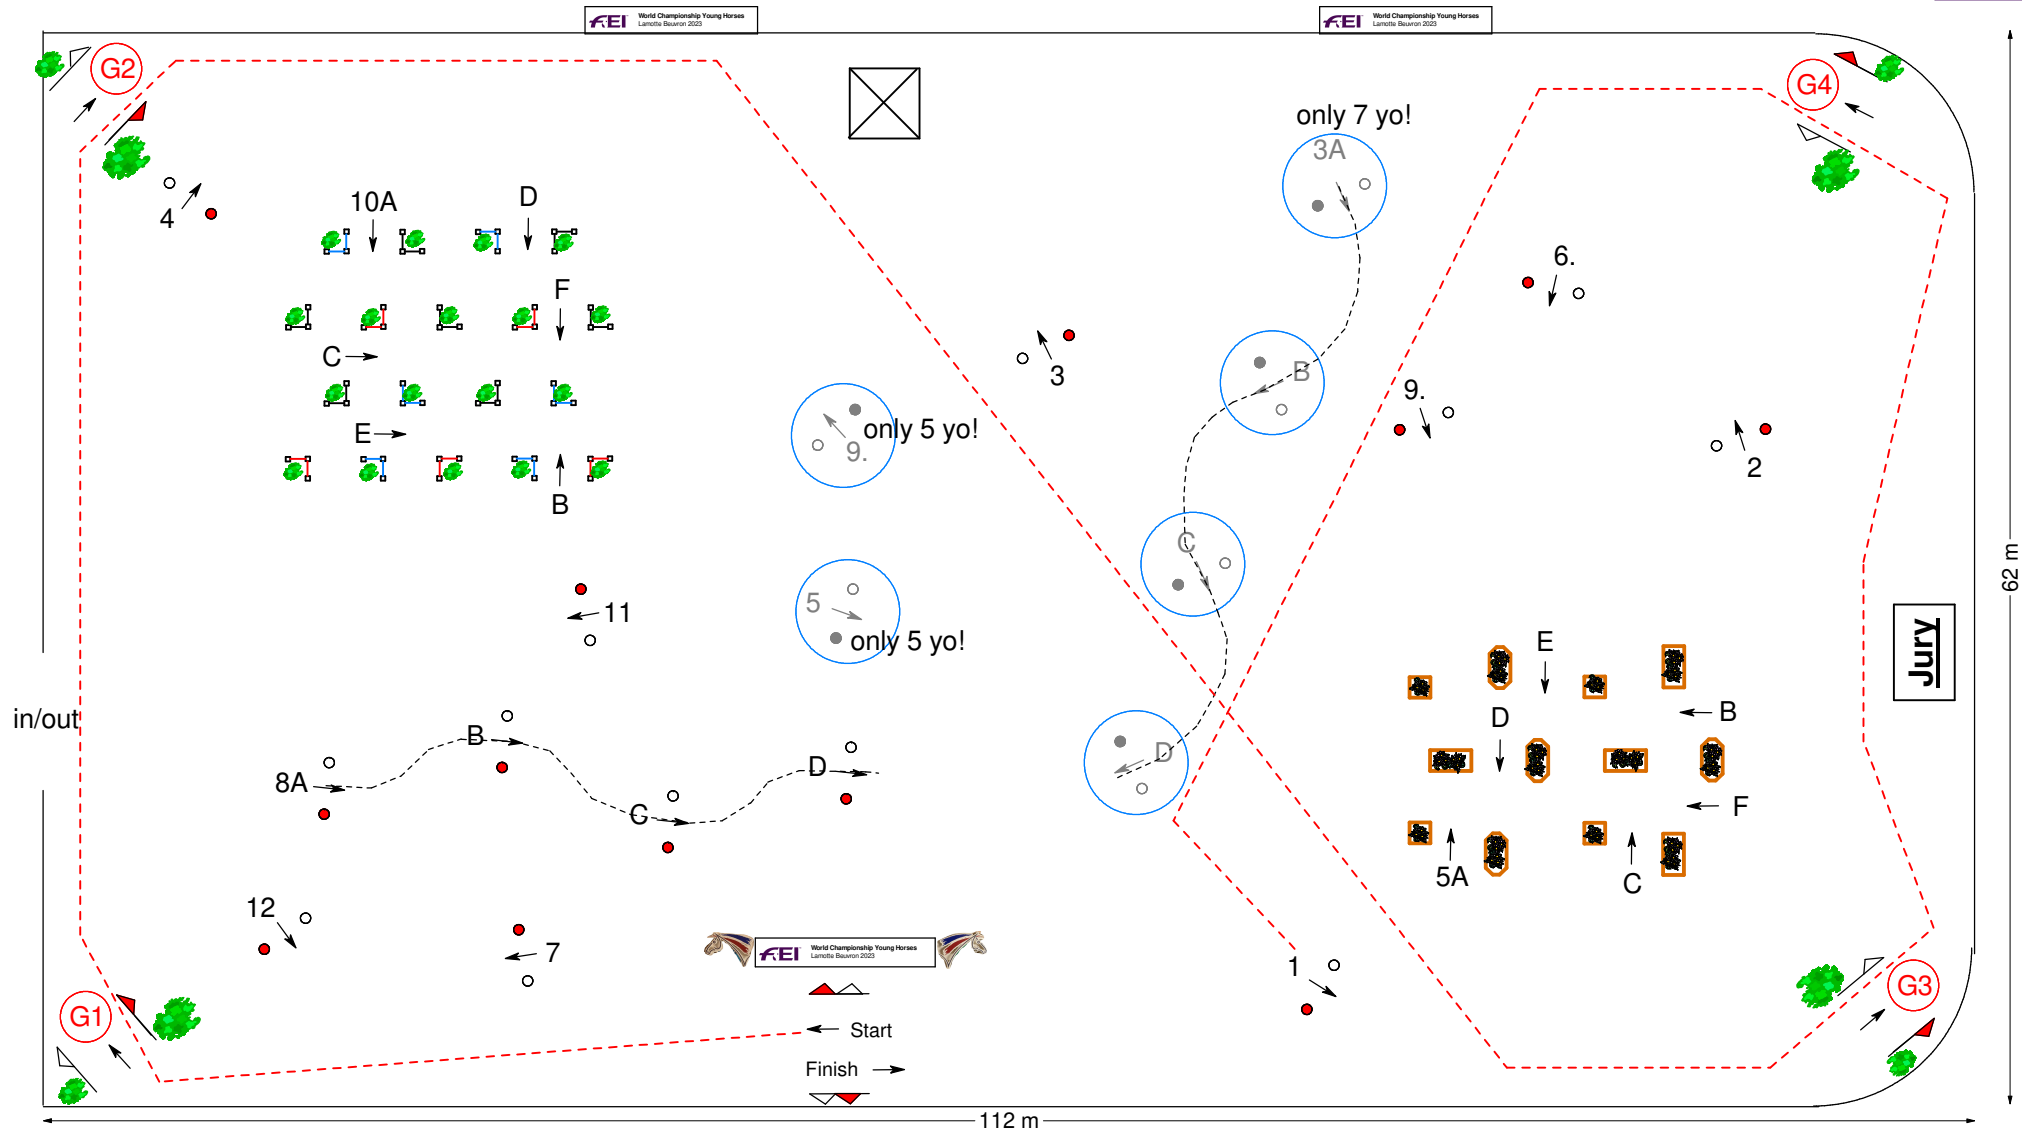 FEI World Championship Young Horses
Lamotte Beuvron 2023
FEI World Championship Young Horses
Lamotte Beuvron 2023
G2
G4
only 7 yo!
3A
4
10A
D
6.
F
3
C
B
9.
only 5 yo!
9.
E
2
B
C
5
11
only 5 yo!
62 m
Jury
E
in/out
B
D
B
D
D
8A
C
F
5A
C
12
7
FEI World Championship Young Horses
Lamotte Beuvron 2023
1
G3
G1
Start
Finish
112 m